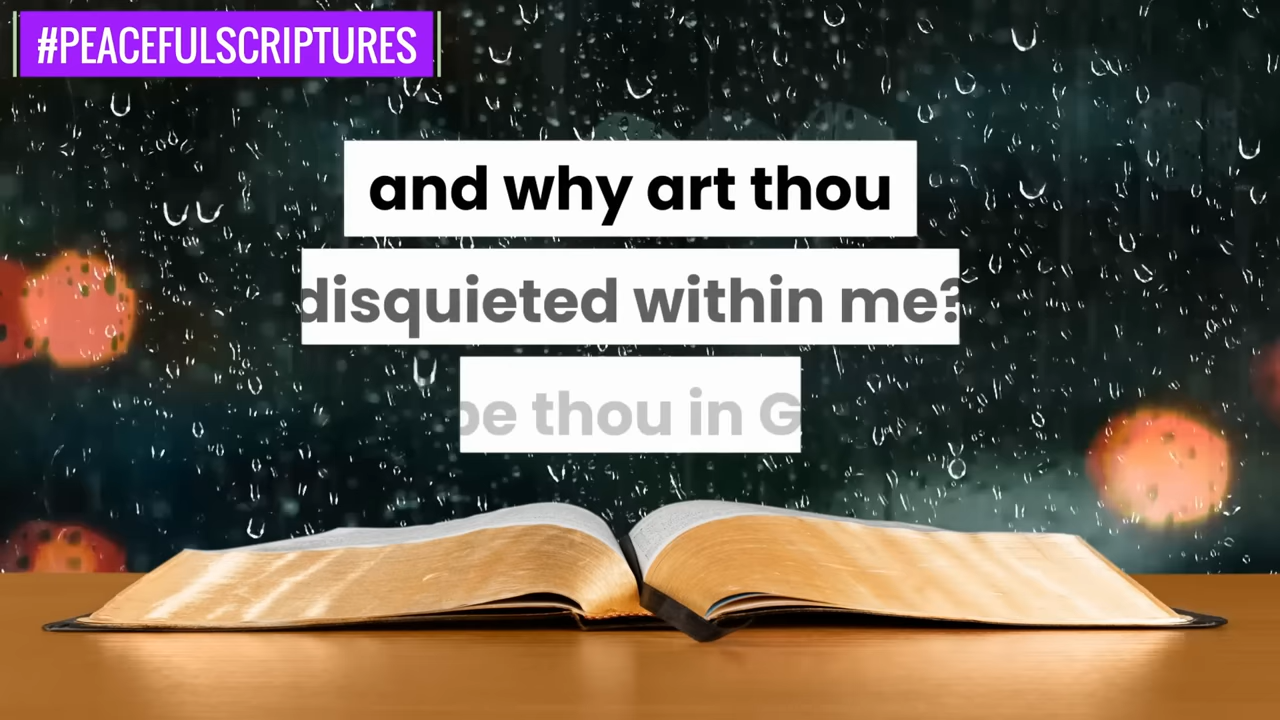 #PEACEFULSCRIPTURES
and why art thou
disquieted within me?
thou in